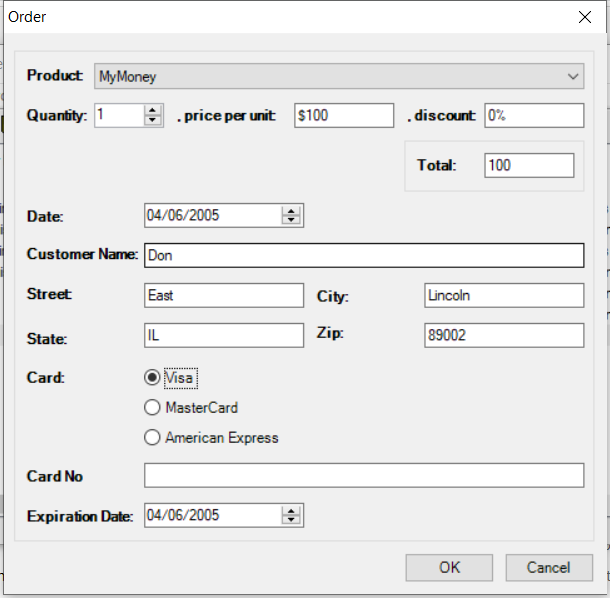 Order
Product: MyMoney
Quantity: 1 . price per unit: $100 . discount: 0%
Total: 100
Date: 04/06/2005
Customer Name: Don
Street: East City: Lincoln
State: IL Zip: 89002
Card: Visa
MasterCard
American Express
Card No
Expiration Date: 04/06/2005
OK Cancel